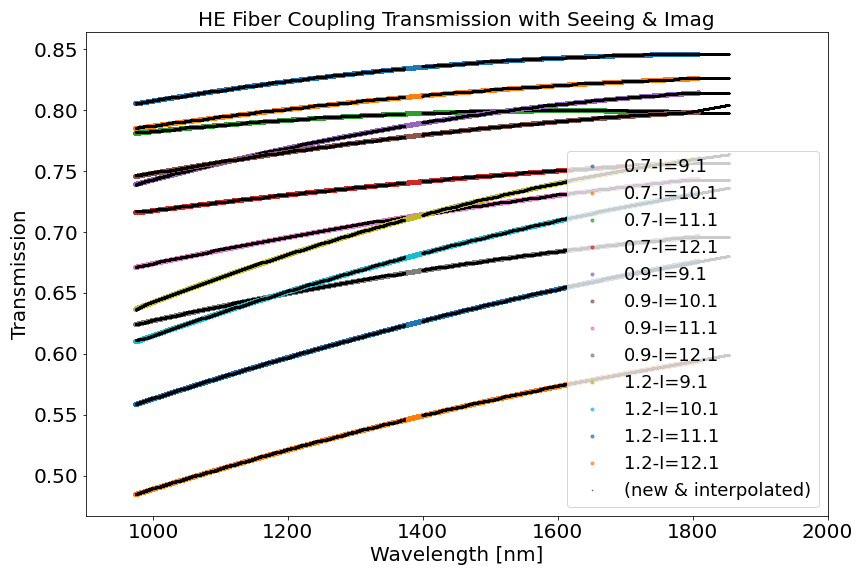 HE Fiber Coupling Transmission with Seeing & Imag
0.85
0.80
0.75
0.70
0.65
0.60
0.55
0.50
Transmission
0.7-I=9.1
0.7-I=10.1
0.7-I=11.1
0.7-I=12.1
0.9-I=9.1
0.9-I=10.1
0.9-I=11.1
0.9-I=12.1
1.2-I=9.1
1.2-I=10.1
1.2-I=11.1
1.2-I=12.1
(new & interpolated)
1000 1200 1400 1600 1800 2000
Wavelength [nm]